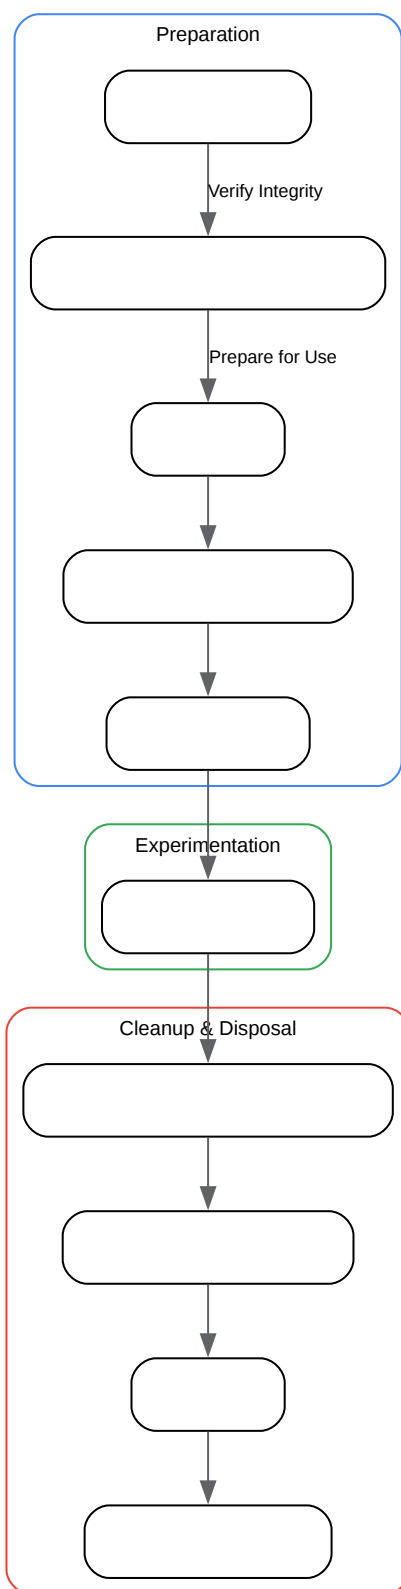 Preparation
Verify Integrity
Prepare for Use
Experimentation
Cleanup & Disposal